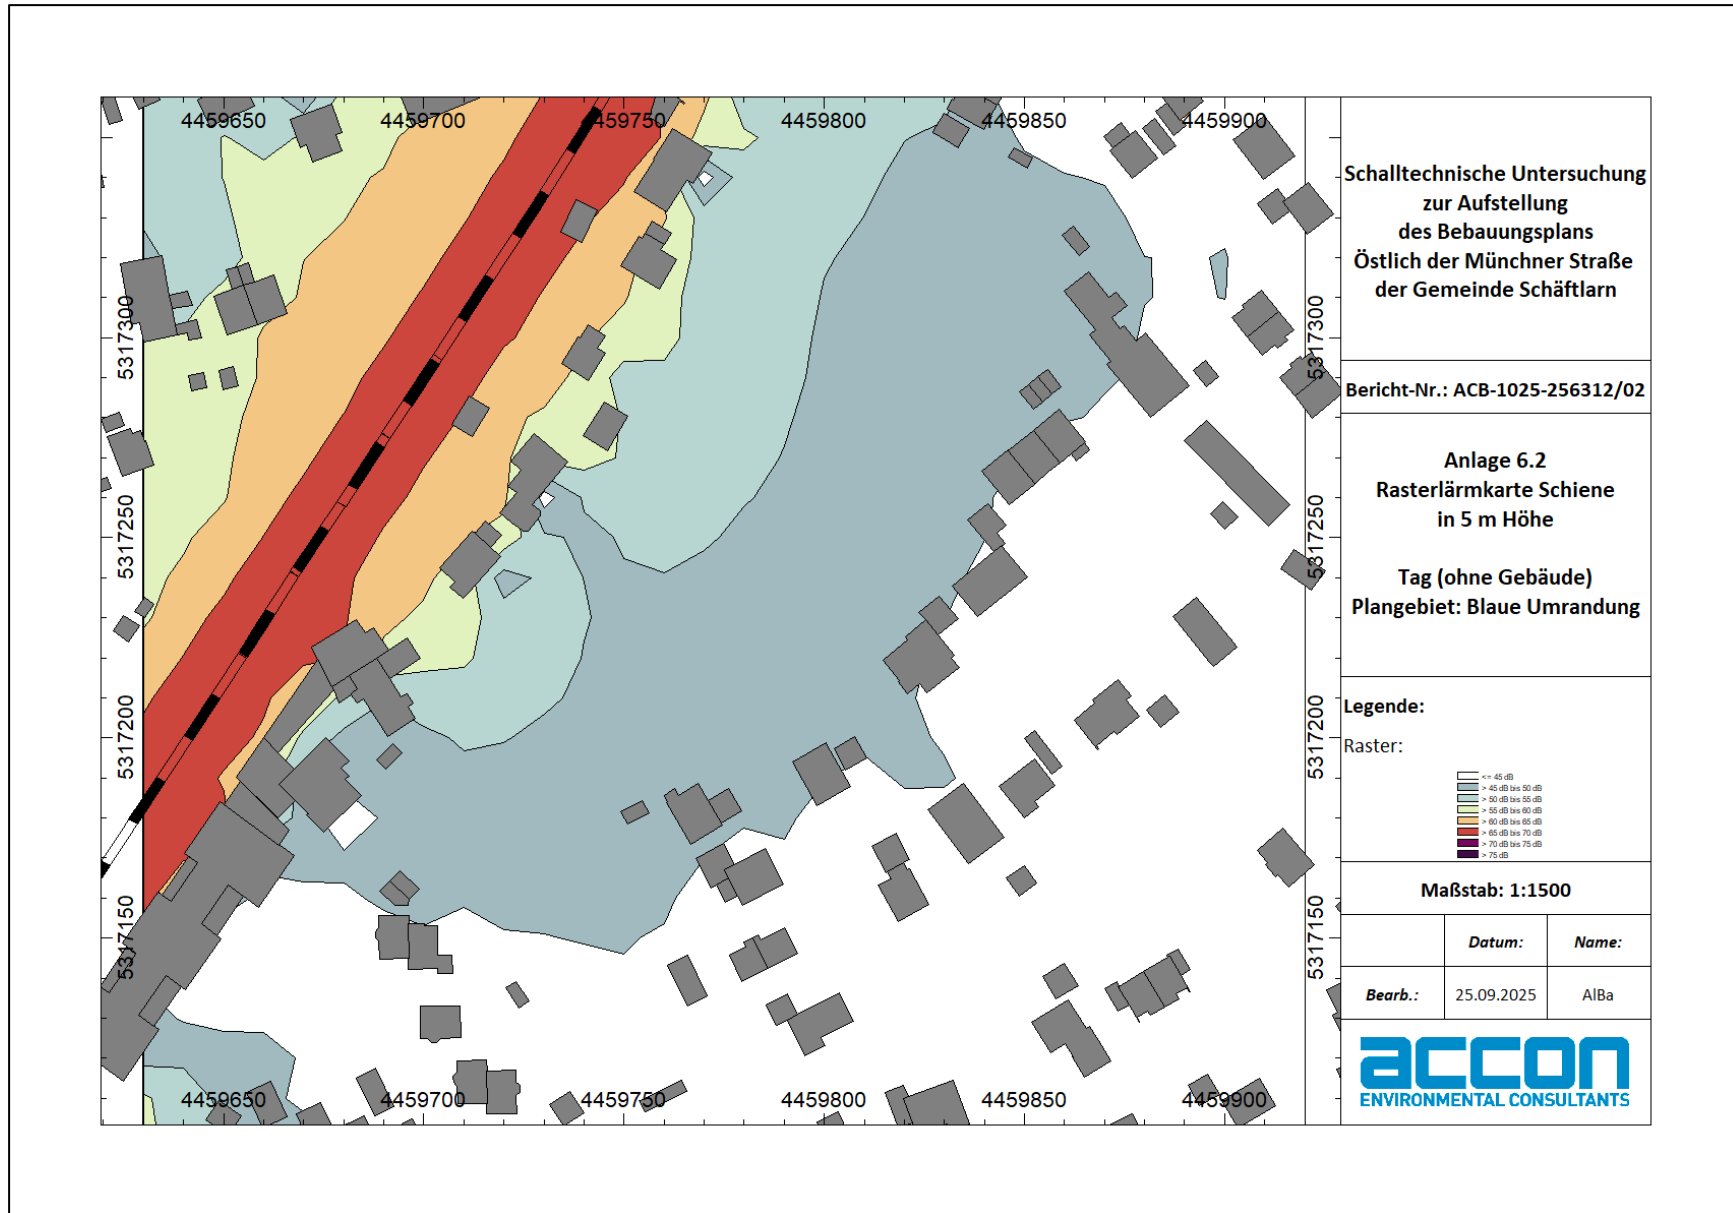 4459650 4459700 4459750 4459800 4459850 4459900
5317300 5317300
5317250 5317250
5317200 5317200
5317150 5317150
4459650 4459700 4459750 4459800 4459850 4459900
Schalltechnische Untersuchung
zur Aufstellung
des Bebauungsplans
Östlich der Münchner Straße
der Gemeinde Schäftlarn
Bericht-Nr.: ACB-1025-256312/02
Anlage 6.2
Rasterlärmkarte Schiene
in 5 m Höhe
Tag (ohne Gebäude)
Plangebiet: Blaue Umrandung
Legende:
Raster:
<= 45 dB
> 45 dB bis 50 dB
> 50 dB bis 55 dB
> 55 dB bis 60 dB
> 60 dB bis 65 dB
> 65 dB bis 70 dB
> 70 dB bis 75 dB
> 75 dB
Maßstab: 1:1500
Datum: Name:
Bearb.: 25.09.2025 AlBa
accon
ENVIRONMENTAL CONSULTANTS